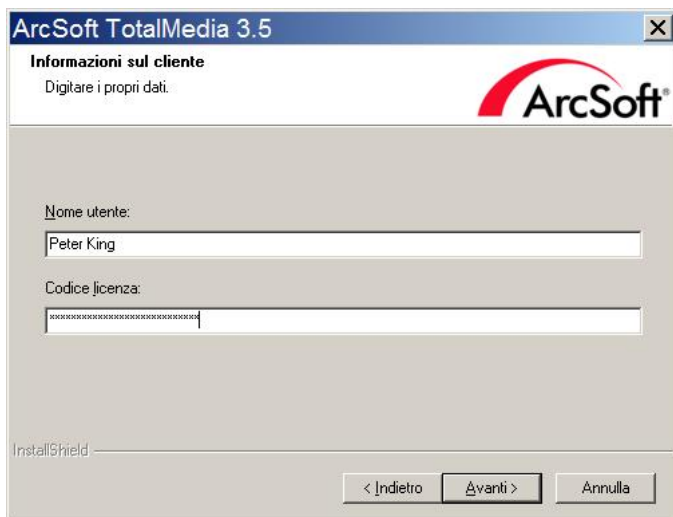 ArcSoft TotalMedia 3.5
Informazioni sul cliente
Digitare i propri dati.
ArcSoft®
Nome utente:
Peter King
Codice licenza:
xxxxxxxxxxxxxxxxxxxxxxxxxxxx
InstallShield
< Indietro
Avanti >
Annulla